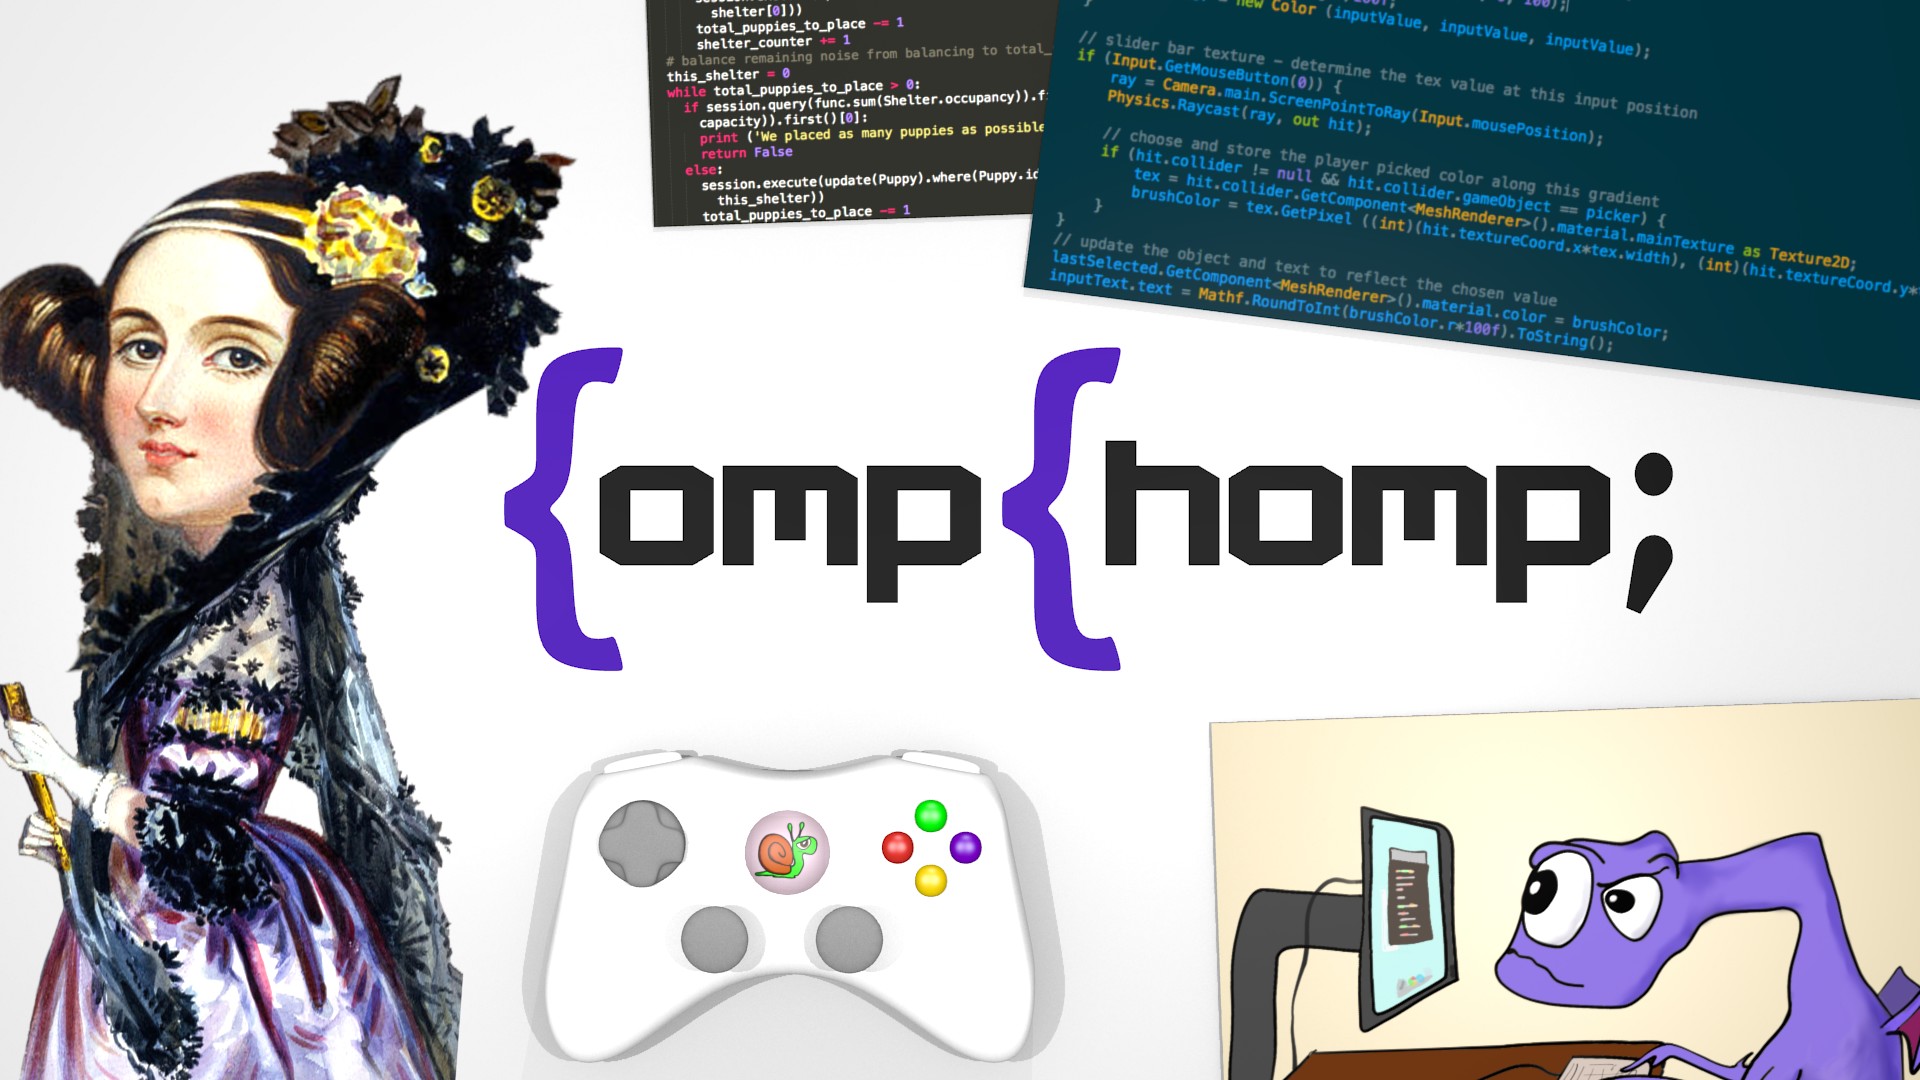 shelter[0]))
total_puppies_to_place -= 1
shelter_counter += 1
# balance remaining noise from balancing to total_
this_shelter = 0
while total_puppies_to_place > 0:
if session.query(func.sum(Shelter.occupancy)).fi
capacity)).first()[0]:
print ('We placed as many puppies as possible
return False
else:
session.execute(update(Puppy).where(Puppy.id
this_shelter))
total_puppies_to_place -= 1
} = new Color (inputValue, inputValue, inputValue);
// slider bar texture – determine the tex value at this input position
if (Input.GetMouseButton(0)) {
ray = Camera.main.ScreenPointToRay(Input.mousePosition);
Physics.Raycast(ray, out hit);
// choose and store the player picked color along this gradient
if (hit.collider != null && hit.collider.gameObject == picker) {
tex = hit.collider.GetComponent<MeshRenderer>().material.mainTexture as Texture2D;
brushColor = tex.GetPixel ((int)(hit.textureCoord.x*tex.width), (int)(hit.textureCoord.y*
}
}
// update the object and text to reflect the chosen value
lastSelected.GetComponent<MeshRenderer>().material.color = brushColor;
inputText.text = Mathf.RoundToInt(brushColor.r*100f).ToString();
{omp{homp;